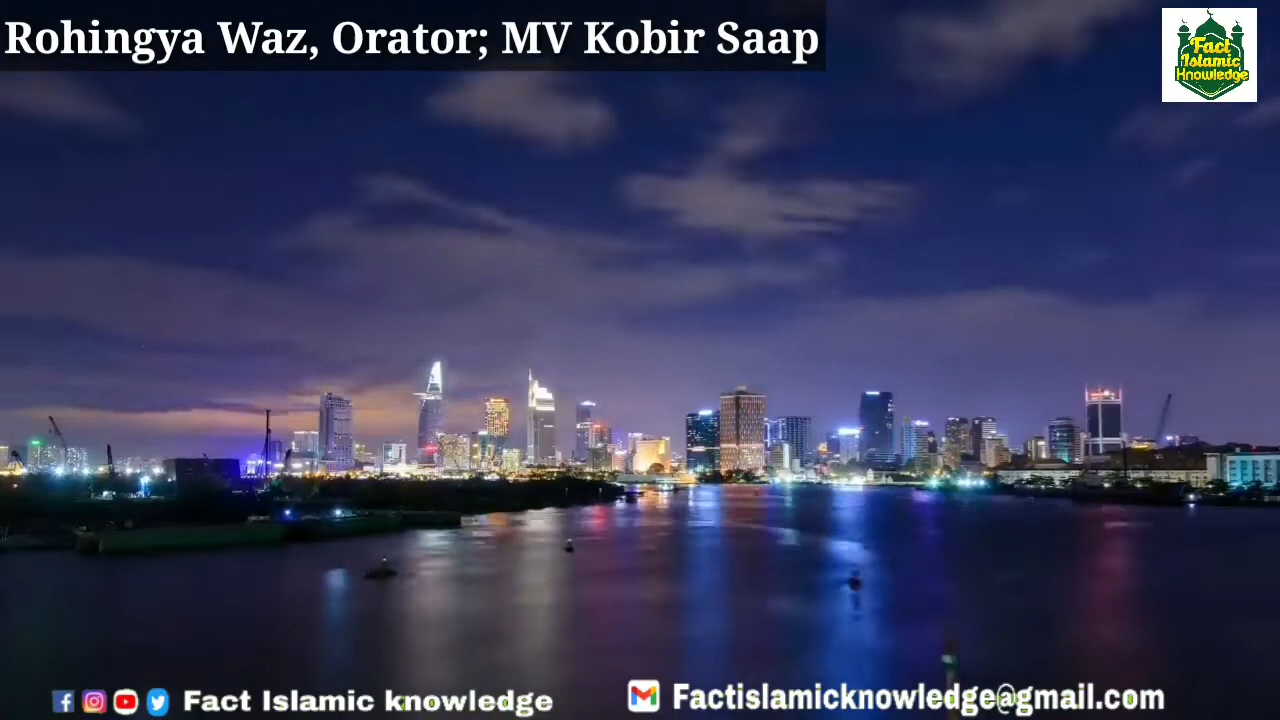 Rohingya Waz, Orator; MV Kobir Saap
Fact
Islamic
Knowledge
Fact Islamic knowledge
Factislamicknowledge@gmail.com